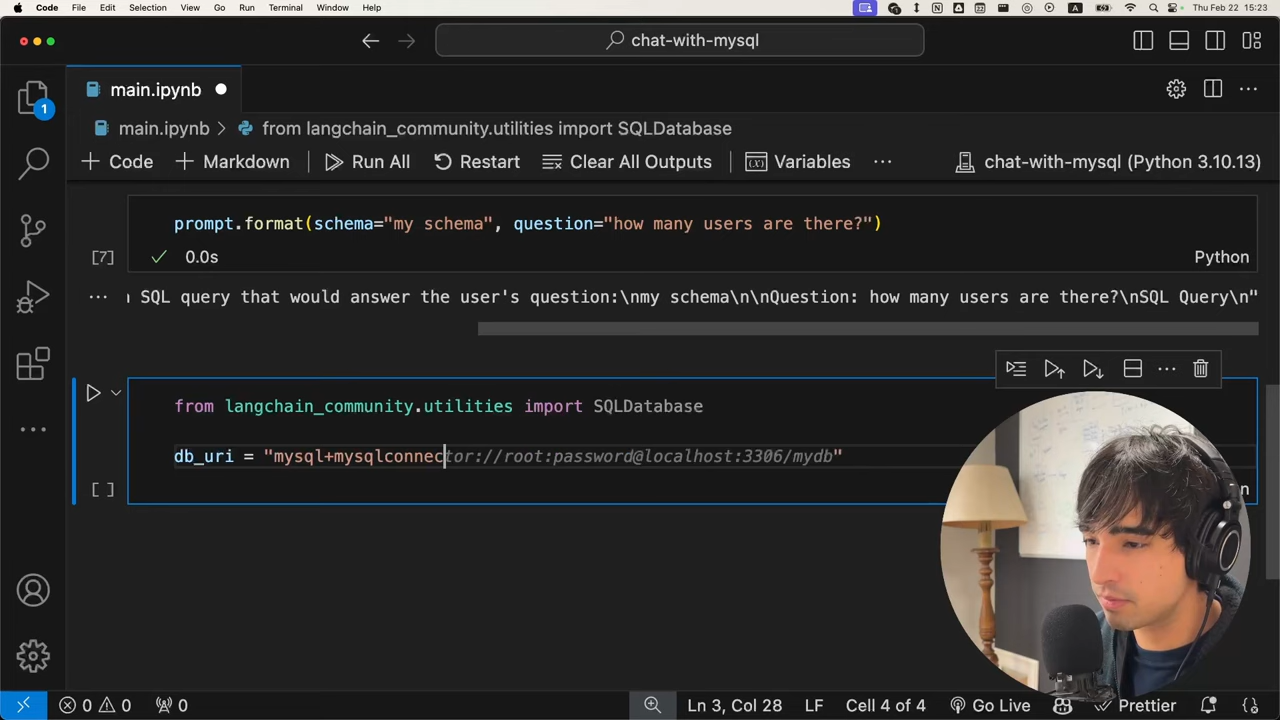 Code File Edit Selection View Go Run Terminal Window Help A Thu Feb 22 15:23
chat-with-mysql
main.ipynb
main.ipynb > from langchain_community.utilities import SQLDatabase
+ Code + Markdown Run All Restart Clear All Outputs Variables ... chat-with-mysql (Python 3.10.13)
1
prompt.format(schema="my schema", question="how many users are there?")
[7] 0.0s Python
... SQL query that would answer the user's question:\nmy schema\n\nQuestion: how many users are there?\nSQL Query\n"
from langchain_community.utilities import SQLDatabase
db_uri = "mysql+mysqlconnector://root:password@localhost:3306/mydb"
[ ]
0 0 0 Ln 3, Col 28 LF Cell 4 of 4 Go Live Prettier